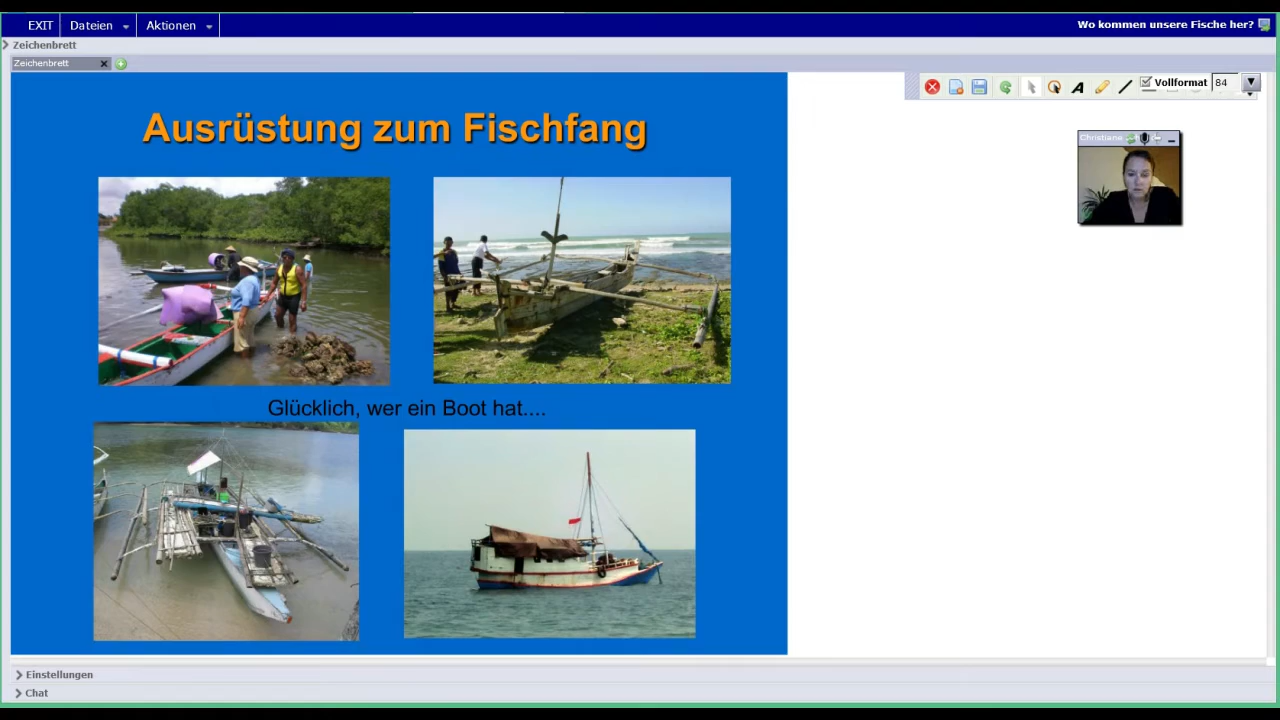 EXIT Dateien Aktionen Wo kommen unsere Fische her?
Zeichenbrett
Zeichenbrett
Vollformat 84
Ausrüstung zum Fischfang
Christiane
Glücklich, wer ein Boot hat....
Einstellungen
Chat